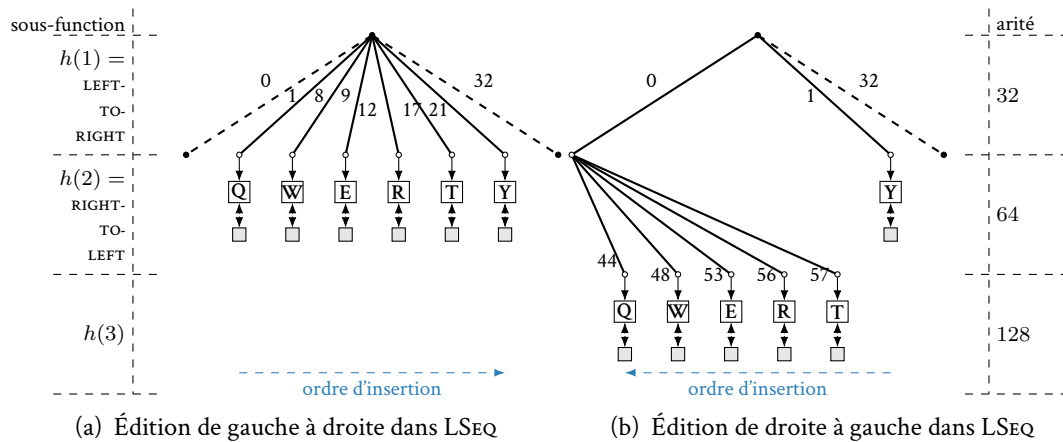 sous-function
arité
h(1) =
LEFT-
TO-
RIGHT
0
1
8
9
12
17
21
32
0
1
32
32
h(2) =
RIGHT-
TO-
LEFT
Q W E R T Y
Y
64
44 48 53 56 57
h(3)
Q W E R T
128
ordre d'insertion
ordre d'insertion
(a) Édition de gauche à droite dans LSEQ
(b) Édition de droite à gauche dans LSEQ